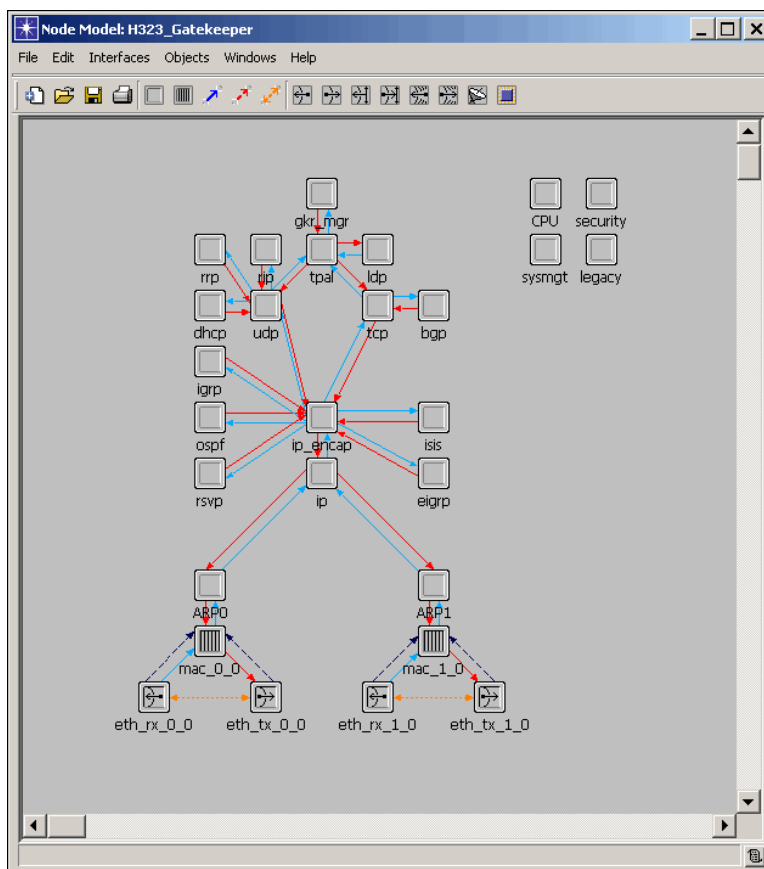 Node Model: H323_Gatekeeper
File Edit Interfaces Objects Windows Help
gkr_mgr CPU security
rrp rip tpal ldp sysmgt legacy
dhcp udp tcp bgp
igrp
ospf ip_encap isis
rsvp ip eigrp
ARP0 ARP1
mac_0_0 mac_1_0
eth_rx_0_0 eth_tx_0_0 eth_rx_1_0 eth_tx_1_0